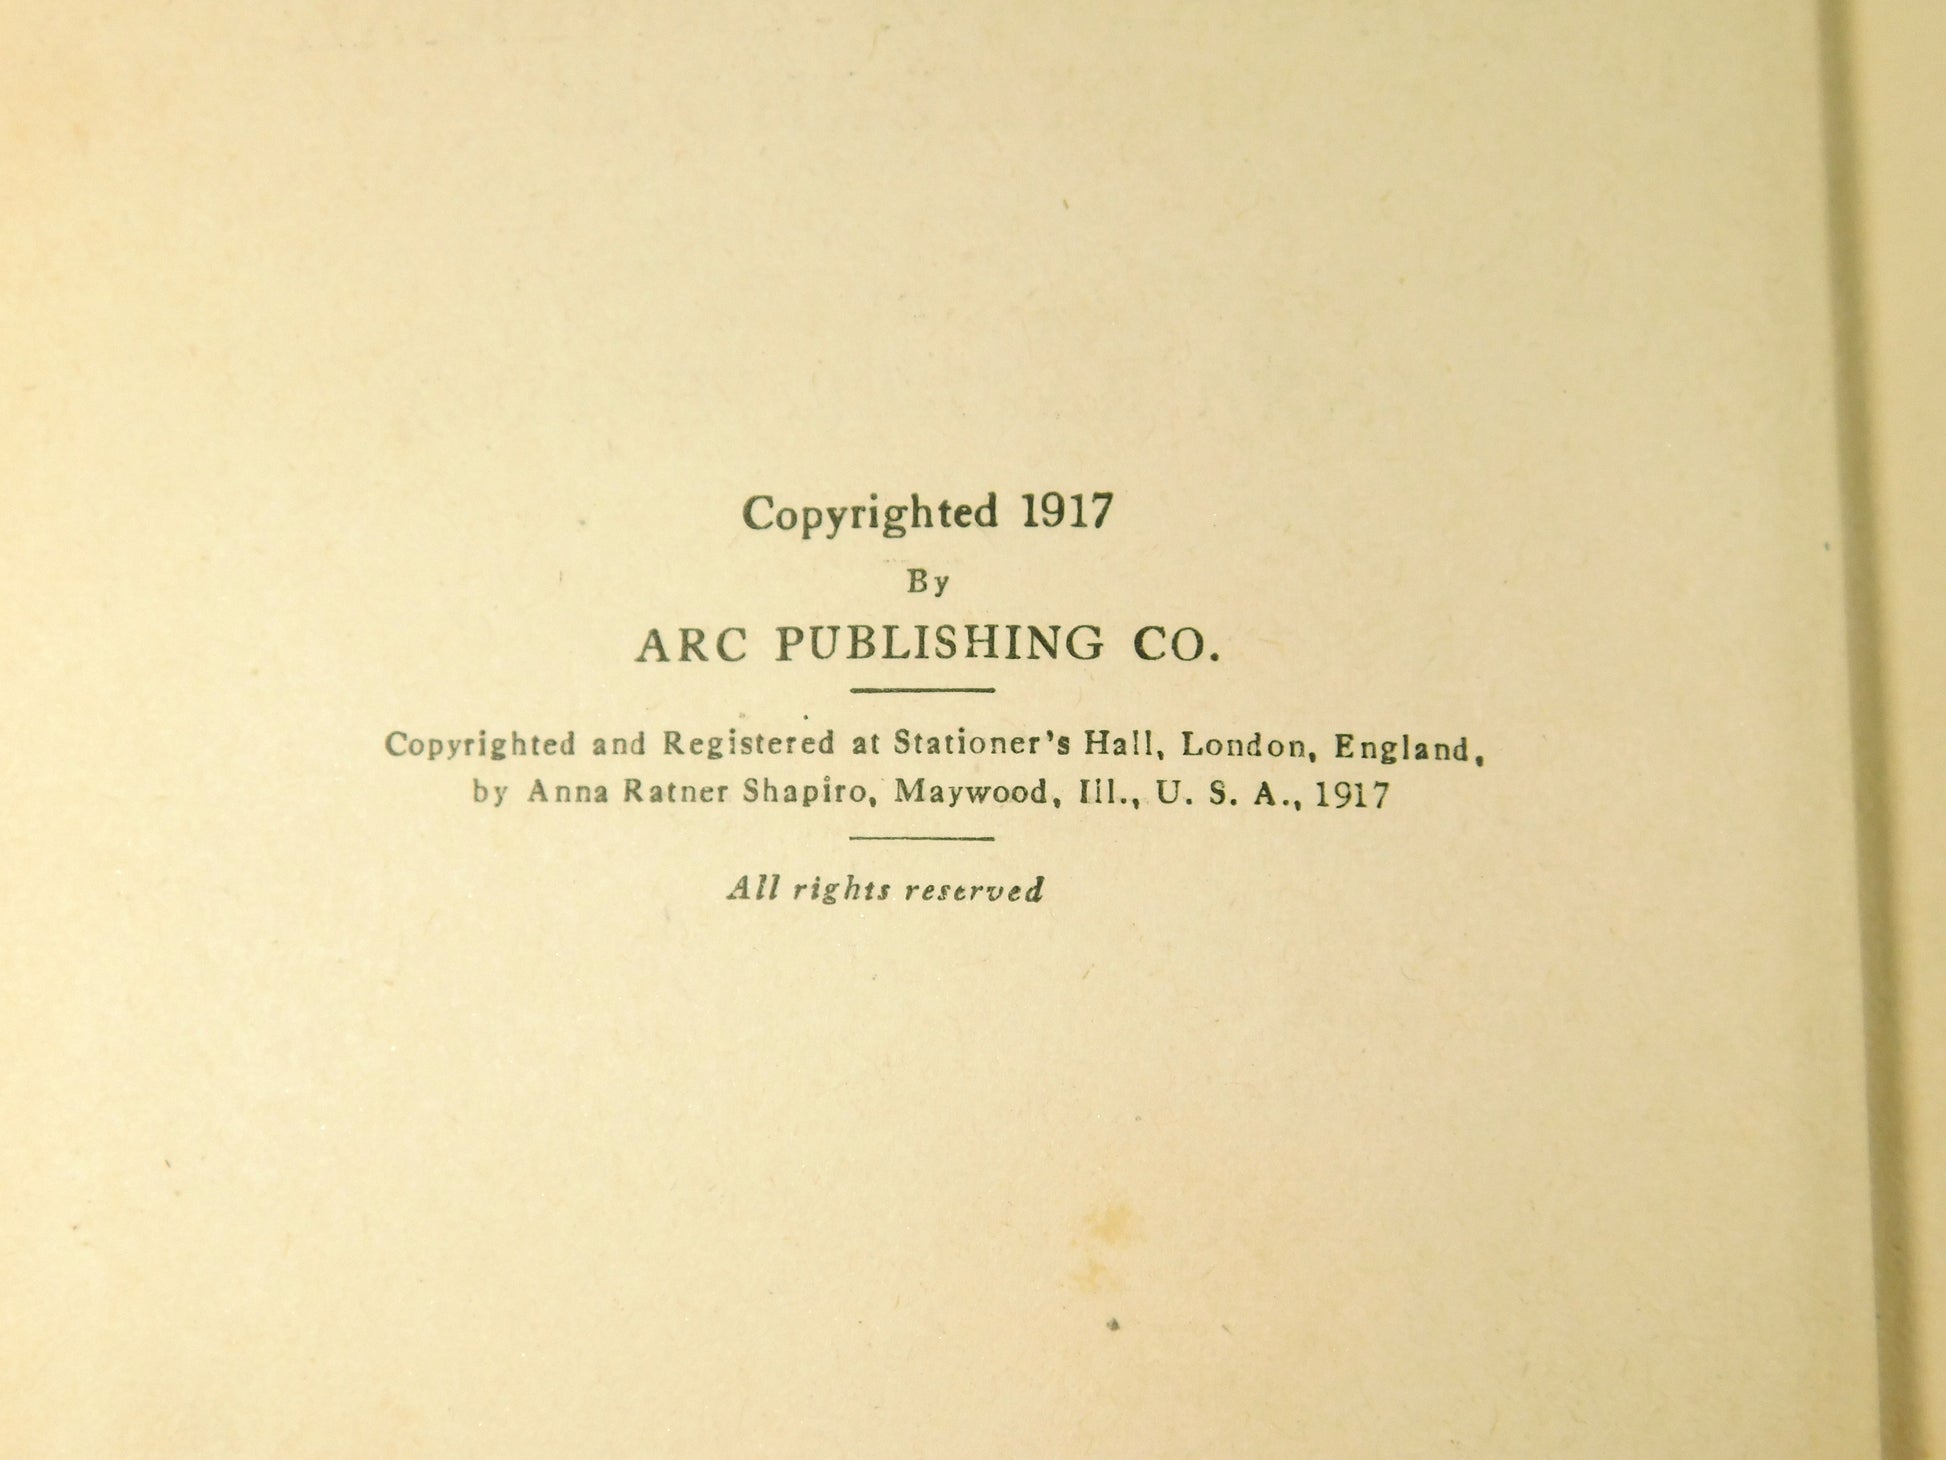 Copyrighted 1917
By
ARC PUBLISHING CO.
Copyrighted and Registered at Stationer's Hall, London, England,
by Anna Ratner Shapiro, Maywood, Ill., U. S. A., 1917
All rights reserved